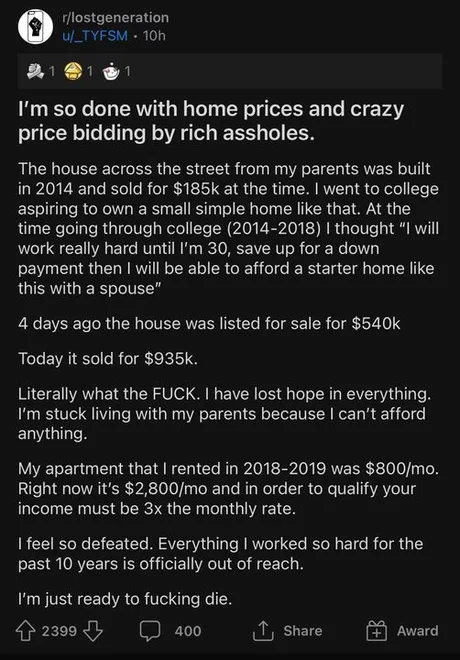 r/lostgeneration
u/_TYFSM • 10h
1 1 1
I'm so done with home prices and crazy
price bidding by rich assholes.
The house across the street from my parents was built
in 2014 and sold for $185k at the time. I went to college
aspiring to own a small simple home like that. At the
time going through college (2014-2018) I thought “I will
work really hard until I'm 30, save up for a down
payment then I will be able to afford a starter home like
this with a spouse”
4 days ago the house was listed for sale for $540k
Today it sold for $935k.
Literally what the FUCK. I have lost hope in everything.
I'm stuck living with my parents because I can't afford
anything.
My apartment that I rented in 2018-2019 was $800/mo.
Right now it's $2,800/mo and in order to qualify your
income must be 3x the monthly rate.
I feel so defeated. Everything I worked so hard for the
past 10 years is officially out of reach.
I'm just ready to fucking die.
2399 400 Share Award